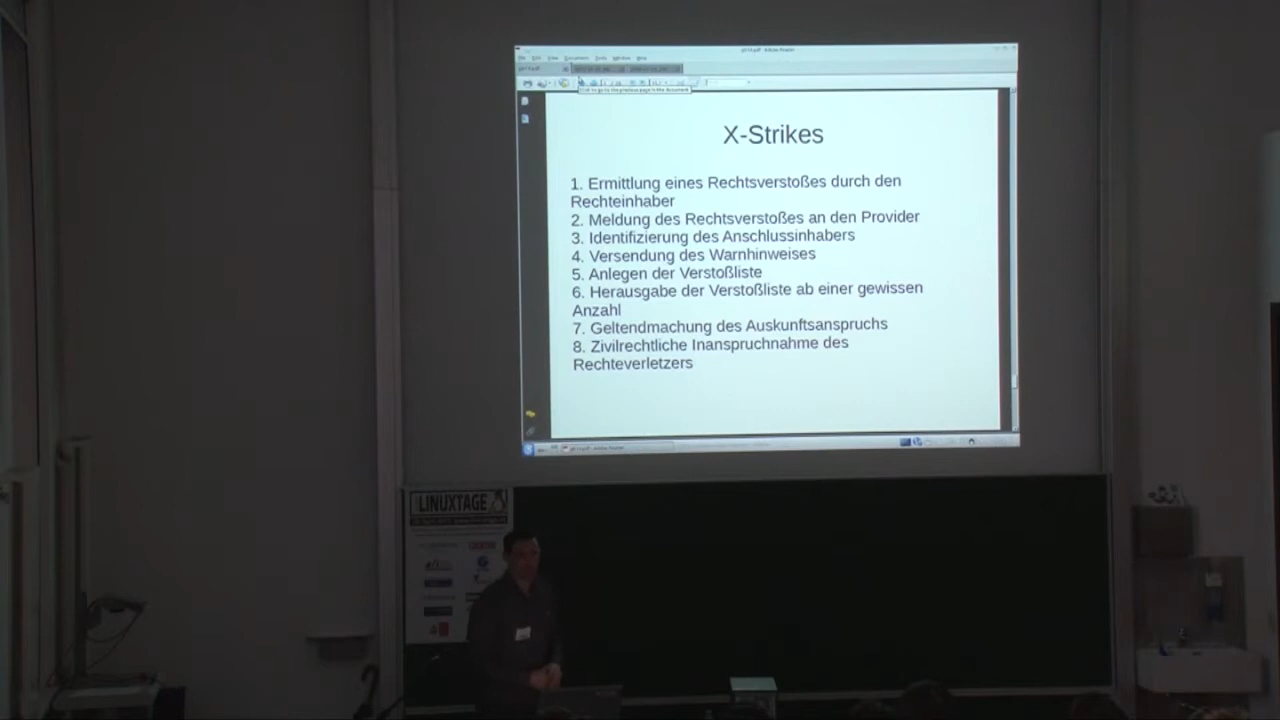 X-Strikes
1. Ermittlung eines Rechtsverstoßes durch den
Rechteinhaber
2. Meldung des Rechtsverstoßes an den Provider
3. Identifizierung des Anschlussinhabers
4. Versendung des Warnhinweises
5. Anlegen der Verstoßliste
6. Herausgabe der Verstoßliste ab einer gewissen
Anzahl
7. Geltendmachung des Auskunftsanspruchs
8. Zivilrechtliche Inanspruchnahme des
Rechteverletzers
LINUXTAGE